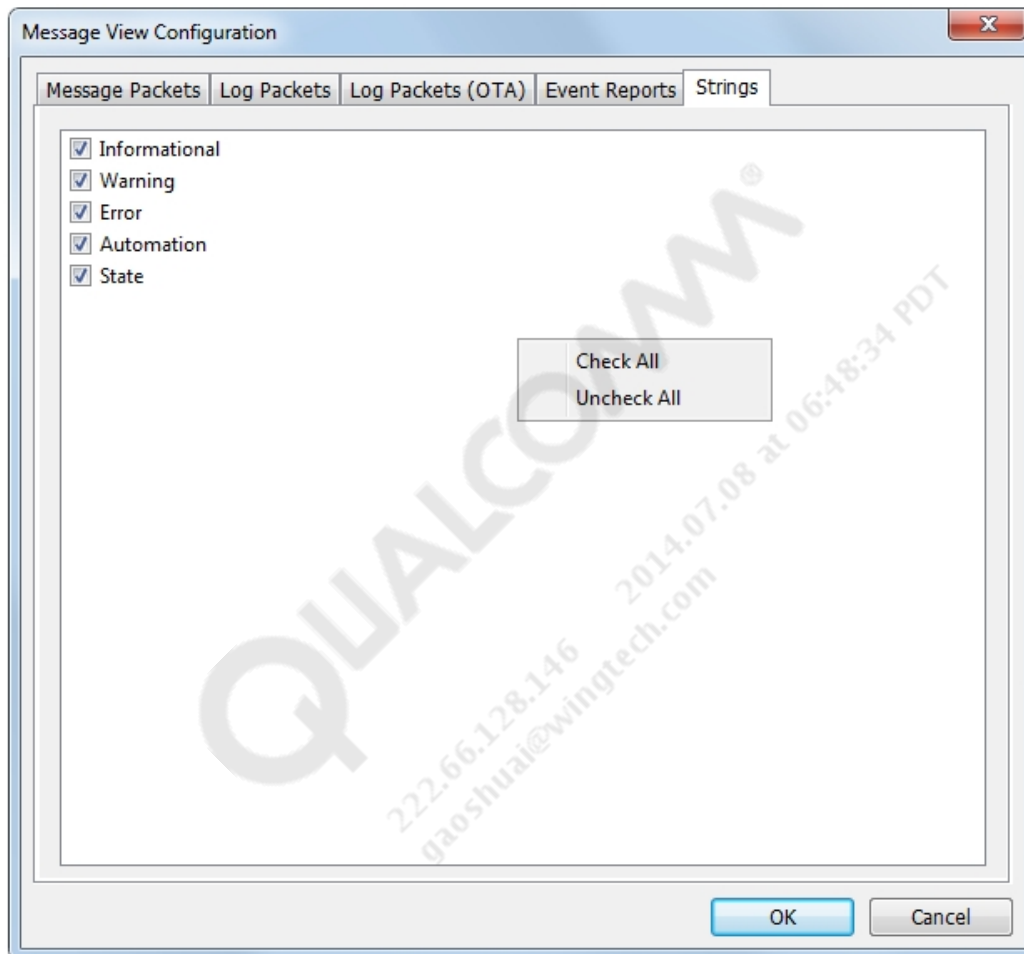 Message View Configuration
Message Packets Log Packets Log Packets (OTA) Event Reports Strings
Informational
Warning
Error
Automation
State
Check All
Uncheck All
QUALCOMM®
222.66.128.146 2014.07.08 at 06:48:34 PDT
gaoshuai@wingtech.com
OK Cancel